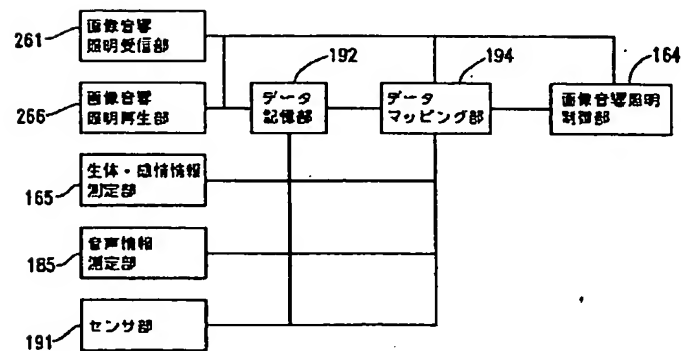 261
画像音響
照明受信部
266
画像音響
照明再生部
192
データ
記憶部
194
データ
マッピング部
164
画像音響照明
制御部
165
生体・感情情報
測定部
185
音声情報
測定部
191
センサ部